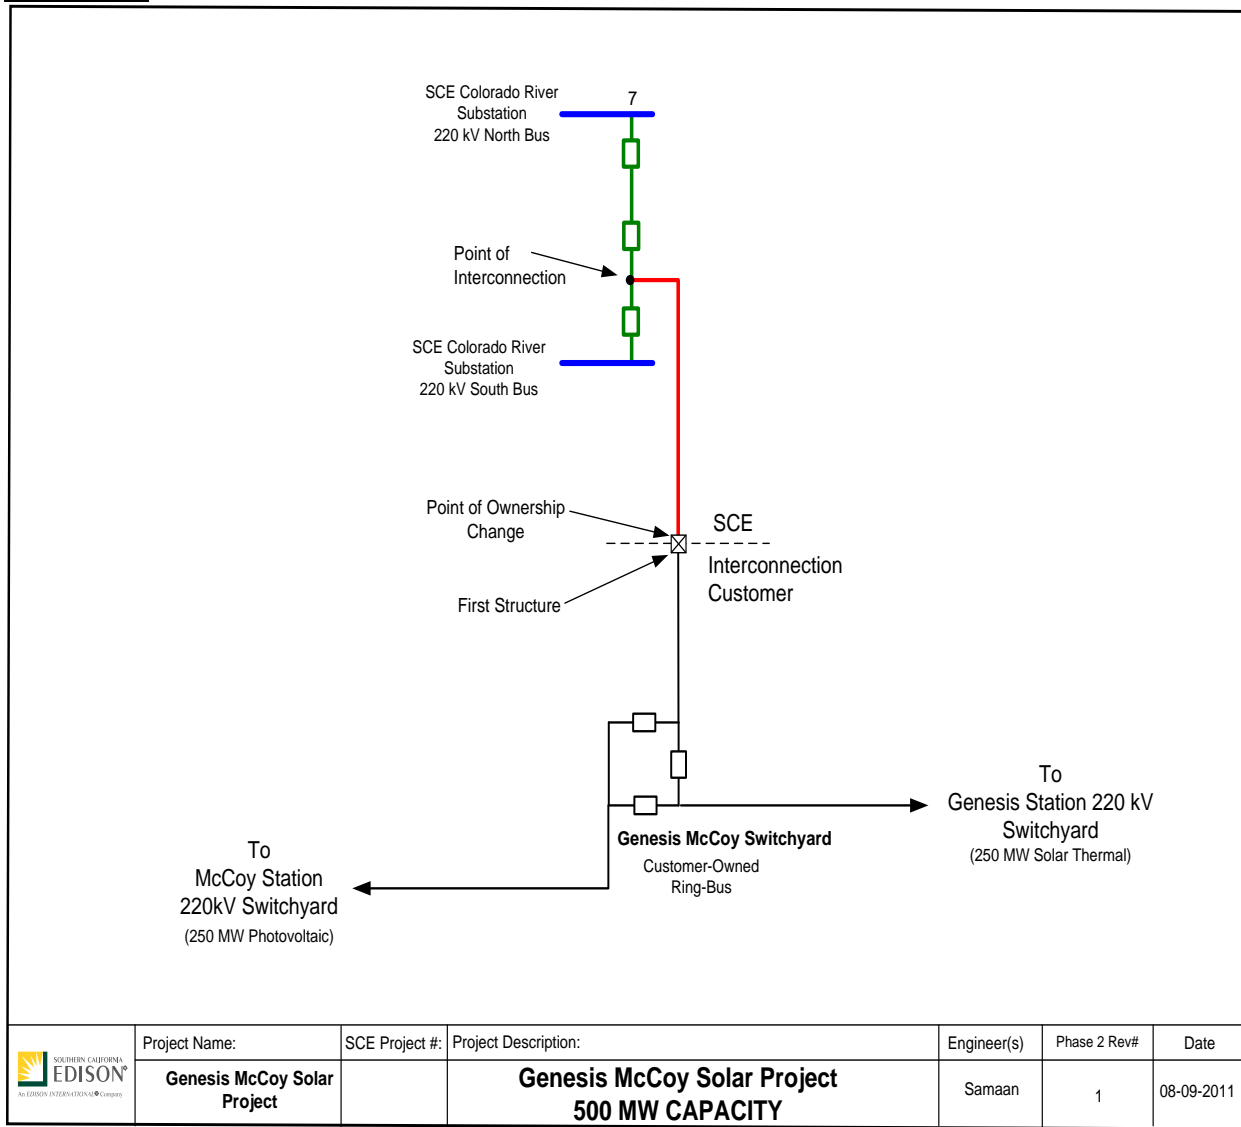 SCE Colorado River
Substation
220 kV North Bus
7
Point of
Interconnection
SCE Colorado River
Substation
220 kV South Bus
Point of Ownership
Change
SCE
Interconnection
Customer
First Structure
To
Genesis Station 220 kV
Switchyard
(250 MW Solar Thermal)
Genesis McCoy Switchyard
Customer-Owned
Ring-Bus
To
McCoy Station
220kV Switchyard
(250 MW Photovoltaic)
SOUTHERN CALIFORNIA
EDISON®
An EDISON INTERNATIONAL® Company
Project Name:
Genesis McCoy Solar
Project
SCE Project #:
Project Description:
Genesis McCoy Solar Project
500 MW CAPACITY
Engineer(s)
Samaan
Phase 2 Rev#
1
Date
08-09-2011